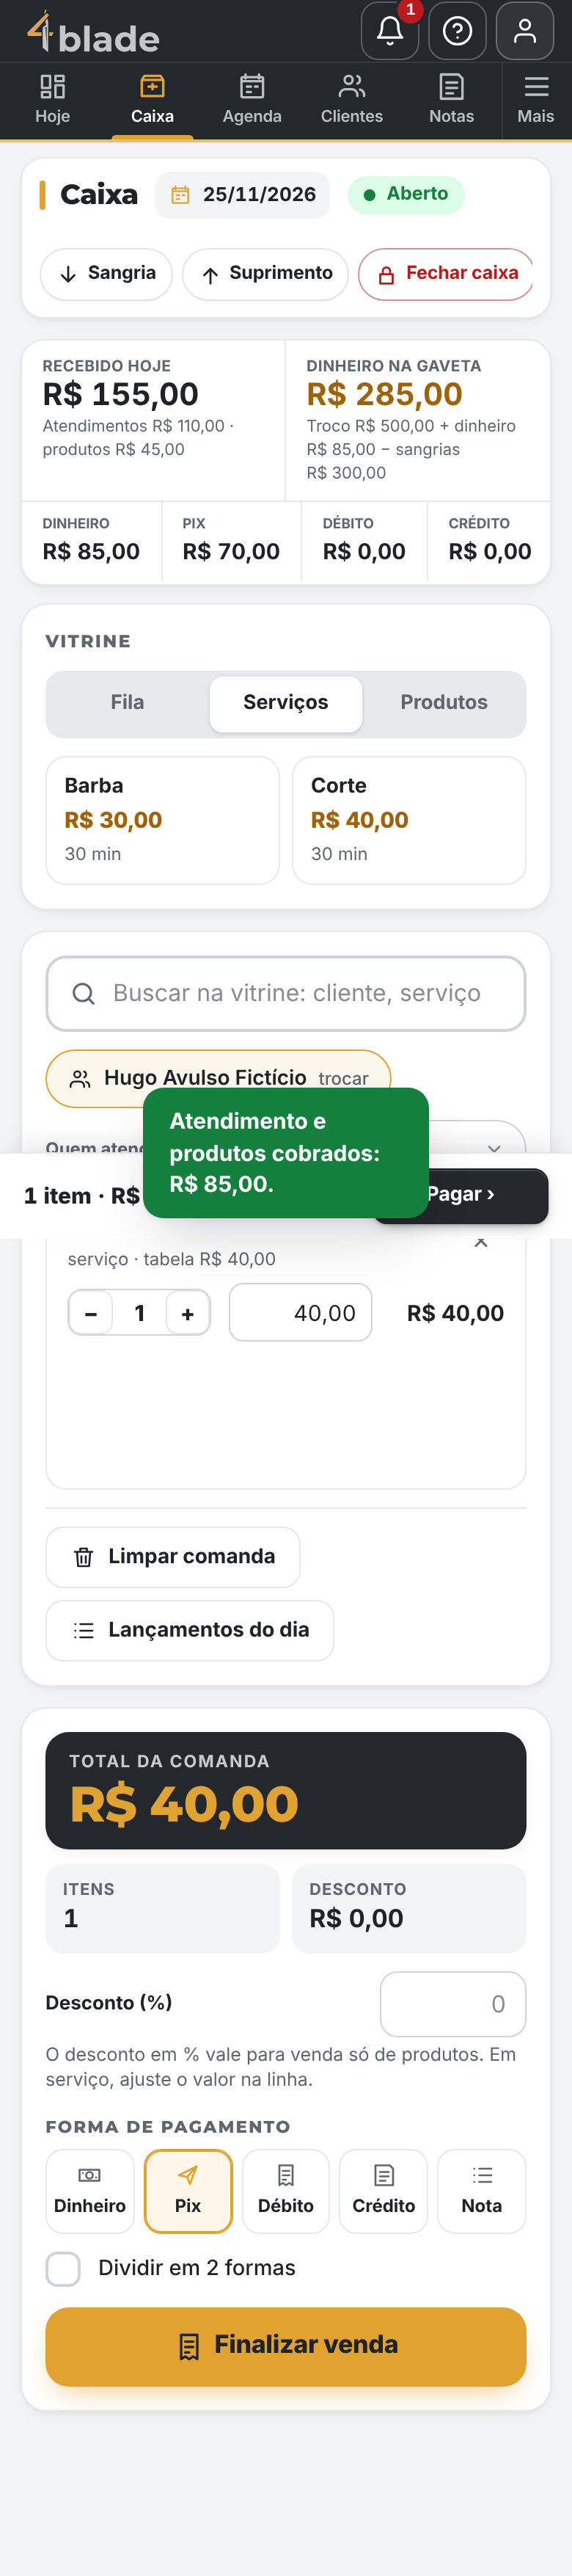 4blade
1
Hoje
Caixa
Agenda
Clientes
Notas
Mais
Caixa
25/11/2026
Aberto
Sangria
Suprimento
Fechar caixa
RECEBIDO HOJE
R$ 155,00
Atendimentos R$ 110,00 ·
produtos R$ 45,00
DINHEIRO NA GAVETA
R$ 285,00
Troco R$ 500,00 + dinheiro
R$ 85,00 − sangrias
R$ 300,00
DINHEIRO
R$ 85,00
PIX
R$ 70,00
DÉBITO
R$ 0,00
CRÉDITO
R$ 0,00
VITRINE
Fila
Serviços
Produtos
Barba
R$ 30,00
30 min
Corte
R$ 40,00
30 min
Buscar na vitrine: cliente, serviço
Hugo Avulso Fictício trocar
Quem
Atendimento e
produtos cobrados:
R$ 85,00.
1 item · R$
Pagar ›
serviço · tabela R$ 40,00
×
− 1 +
40,00
R$ 40,00
Limpar comanda
Lançamentos do dia
TOTAL DA COMANDA
R$ 40,00
ITENS
1
DESCONTO
R$ 0,00
Desconto (%)
0
O desconto em % vale para venda só de produtos. Em
serviço, ajuste o valor na linha.
FORMA DE PAGAMENTO
Dinheiro
Pix
Débito
Crédito
Nota
Dividir em 2 formas
Finalizar venda